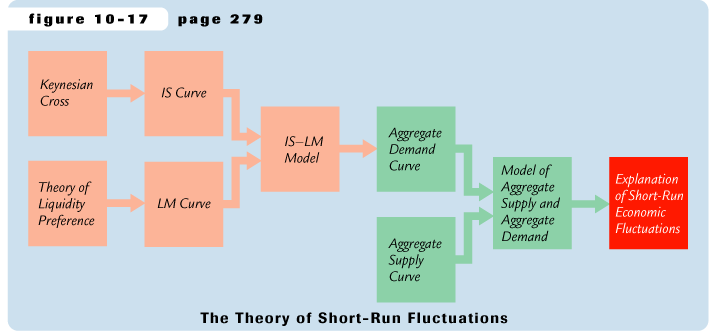 figure 10-17 page 279
Keynesian
Cross
IS Curve
Theory of
Liquidity
Preference
LM Curve
IS–LM
Model
Aggregate
Demand
Curve
Aggregate
Supply
Curve
Model of
Aggregate
Supply and
Aggregate
Demand
Explanation
of Short-Run
Economic
Fluctuations
The Theory of Short-Run Fluctuations